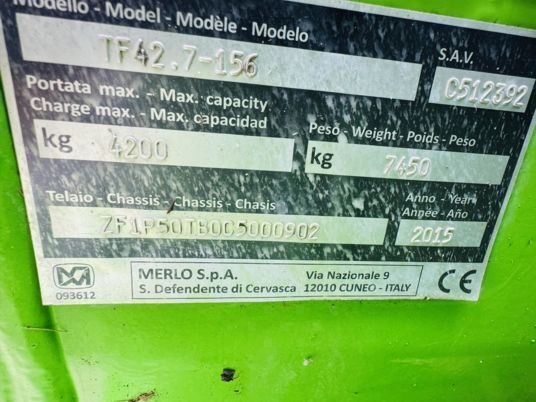 Modello - Model - Modèle - Modelo
TF42.7-156
S.A.V.
C512392
Portata max. - Max. capacity
Charge max. - Max. capacidad
kg 4200
Peso - Weight - Poids - Peso
kg 7450
Telaio - Chassis - Chassis - Chasis
ZF1P50TB0C5000902
Anno - Year
Année - Año
2015
093612
MERLO S.p.A.
S. Defendente di Cervasca
Via Nazionale 9
12010 CUNEO - ITALY
CE